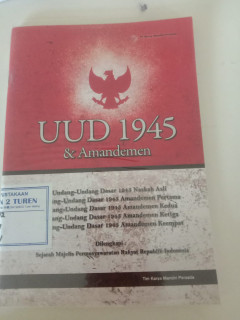 UUD 1945
& Amandemen
Undang-Undang Dasar 1945 Naskah Asli
Undang-Undang Dasar 1945 Amandemen Pertama
ng-Undang Dasar 1945 Amandemen Kedua
ng-Undang Dasar 1945 Amandemen Ketiga
ng-Undang Dasar 1945 Amandemen Keempat
PUSTAKAAN
N 2 TUREN
Dilengkapi
Sejarah Majelis Permusyawaratan Rakyat Republik Indonesia